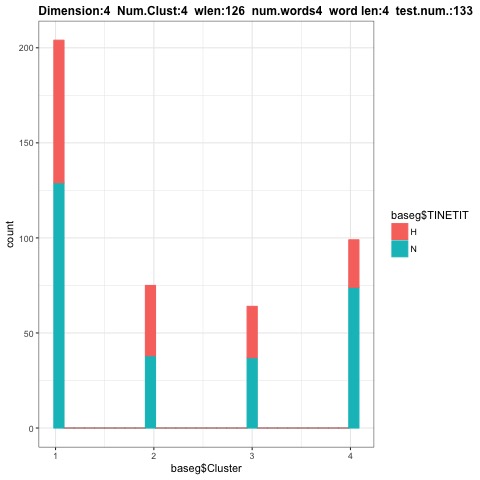 Dimension:4 Num.Clust:4 wlen:126 num.words4 word len:4 test.num.:133
200
150
100
50
0
count
1 2 3 4
baseg$Cluster
baseg$TINETIT
H
N